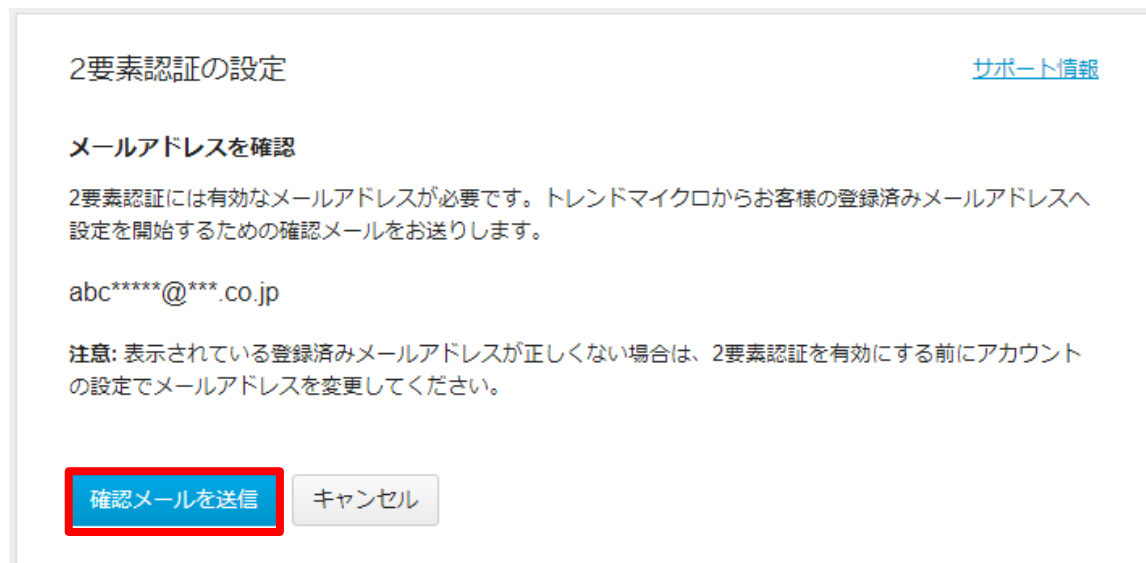 2要素認証の設定
サポート情報
メールアドレスを確認
2要素認証には有効なメールアドレスが必要です。トレンドマイクロからお客様の登録済みメールアドレスへ
設定を開始するための確認メールをお送りします。
abc*****@***.co.jp
注意: 表示されている登録済みメールアドレスが正しくない場合は、2要素認証を有効にする前にアカウント
の設定でメールアドレスを変更してください。
確認メールを送信
キャンセル